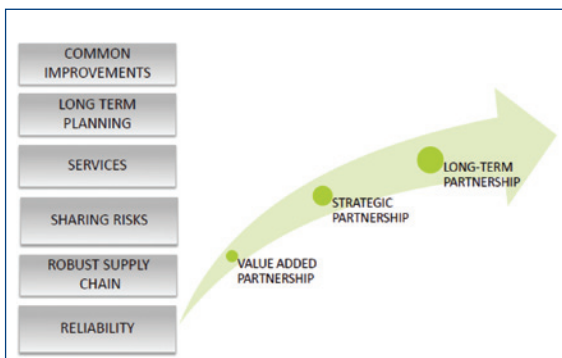 COMMON
IMPROVEMENTS
LONG TERM
PLANNING
SERVICES
SHARING RISKS
ROBUST SUPPLY
CHAIN
RELIABILITY
LONG-TERM
PARTNERSHIP
STRATEGIC
PARTNERSHIP
VALUE ADDED
PARTNERSHIP